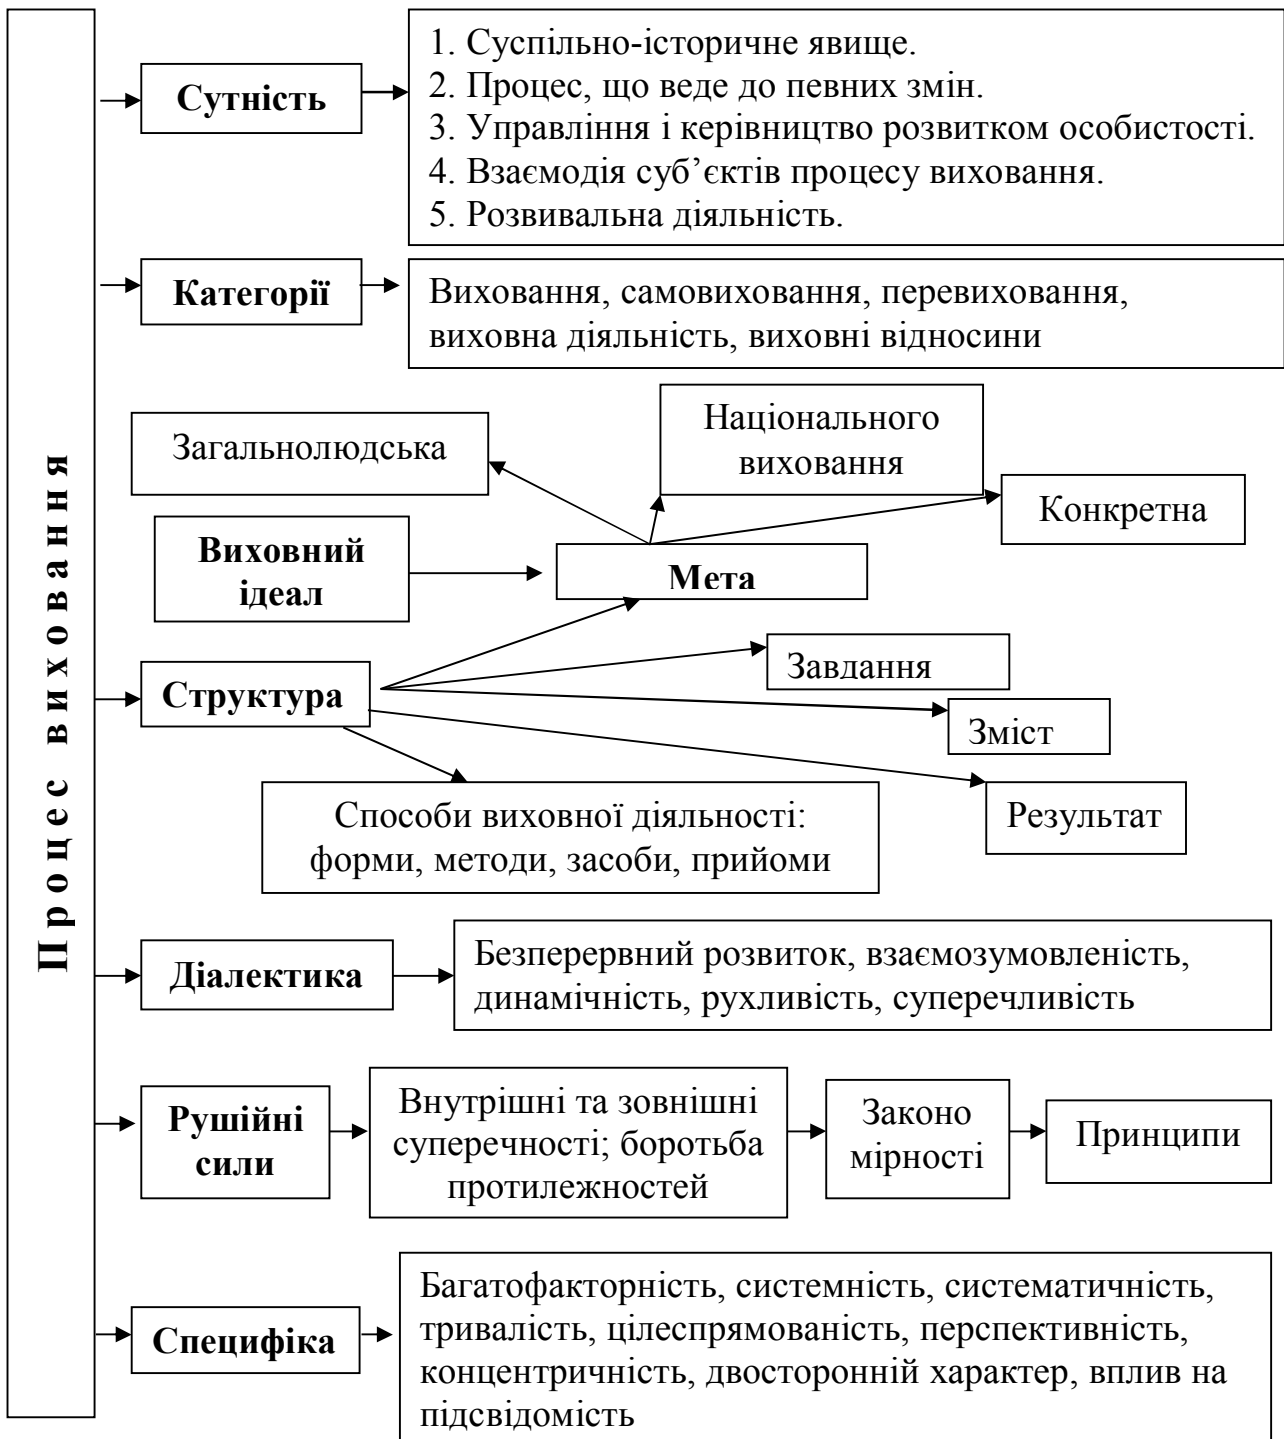 Процес виховання
Сутність
1. Суспільно-історичне явище.
2. Процес, що веде до певних змін.
3. Управління і керівництво розвитком особистості.
4. Взаємодія суб’єктів процесу виховання.
5. Розвивальна діяльність.
Категорії
Виховання, самовиховання, перевиховання,
виховна діяльність, виховні відносини
Загальнолюдська
Національного
виховання
Конкретна
Виховний
ідеал
Мета
Структура
Завдання
Зміст
Результат
Способи виховної діяльності:
форми, методи, засоби, прийоми
Діалектика
Безперервний розвиток, взаємозумовленість,
динамічність, рухливість, суперечливість
Рушійні
сили
Внутрішні та зовнішні
суперечності; боротьба
протилежностей
Законо
мірності
Принципи
Специфіка
Багатофакторність, системність, систематичність,
тривалість, цілеспрямованість, перспективність,
концентричність, двосторонній характер, вплив на
підсвідомість